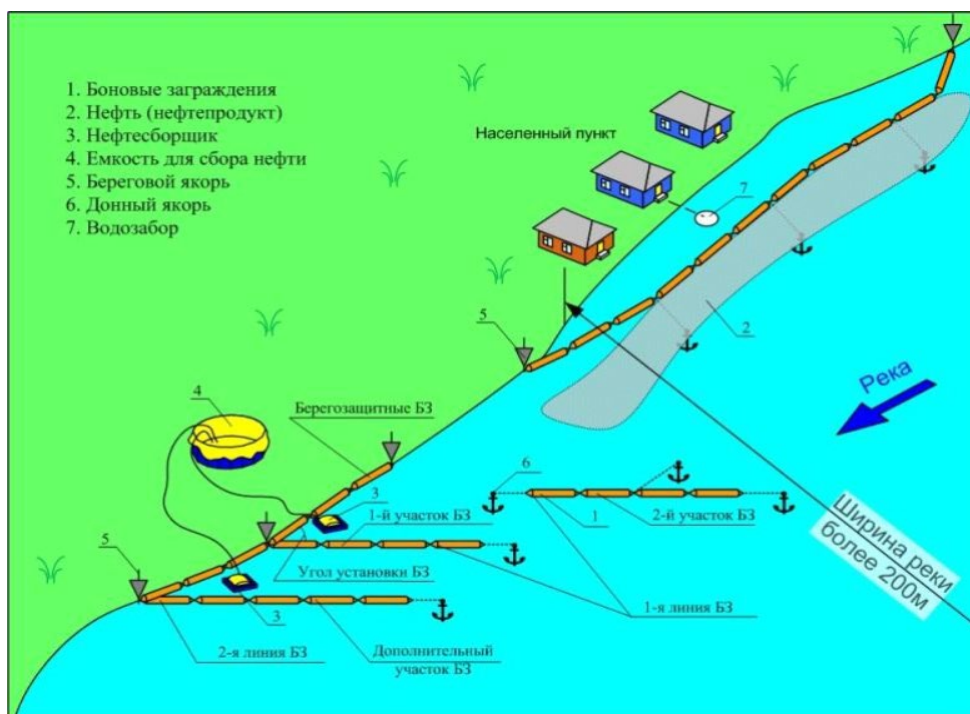 1. Боновые заграждения
2. Нефть (нефтепродукт)
3. Нефтесборщик
4. Емкость для сбора нефти
5. Береговой якорь
6. Донный якорь
7. Водозабор
Населенный пункт
7
2
5
Река
4
Берегозащитные БЗ
6
3
1-й участок БЗ
1
2-й участок БЗ
Ширина реки
более 200м
5
Угол установки БЗ
1-я линия БЗ
3
2-я линия БЗ
Дополнительный
участок БЗ